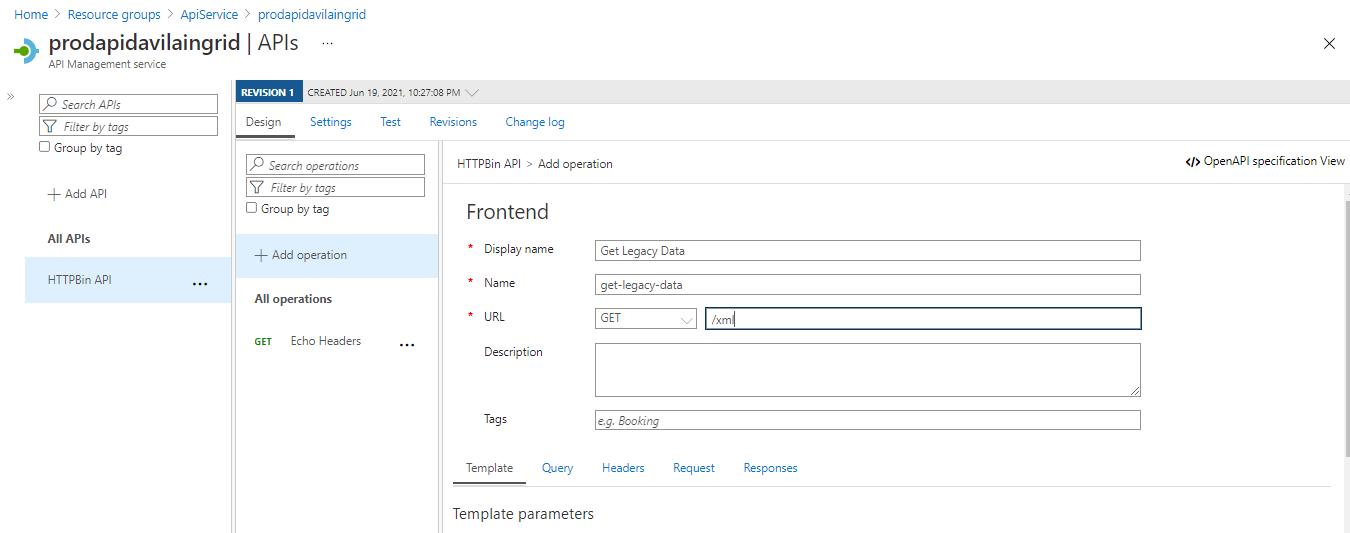 Home > Resource groups > ApiService > prodapidavilaingrid
prodapidavilaingrid | APIs ...
API Management service
»
Search APIs
Filter by tags
Group by tag
+ Add API
All APIs
HTTPBin API ...
REVISION 1 CREATED Jun 19, 2021, 10:27:08 PM
Design Settings Test Revisions Change log
Search operations
Filter by tags
Group by tag
+ Add operation
All operations
GET Echo Headers ...
HTTPBin API > Add operation
</> OpenAPI specification View
Frontend
* Display name Get Legacy Data
* Name get-legacy-data
* URL GET /xml
Description
Tags e.g. Booking
Template Query Headers Request Responses
Template parameters